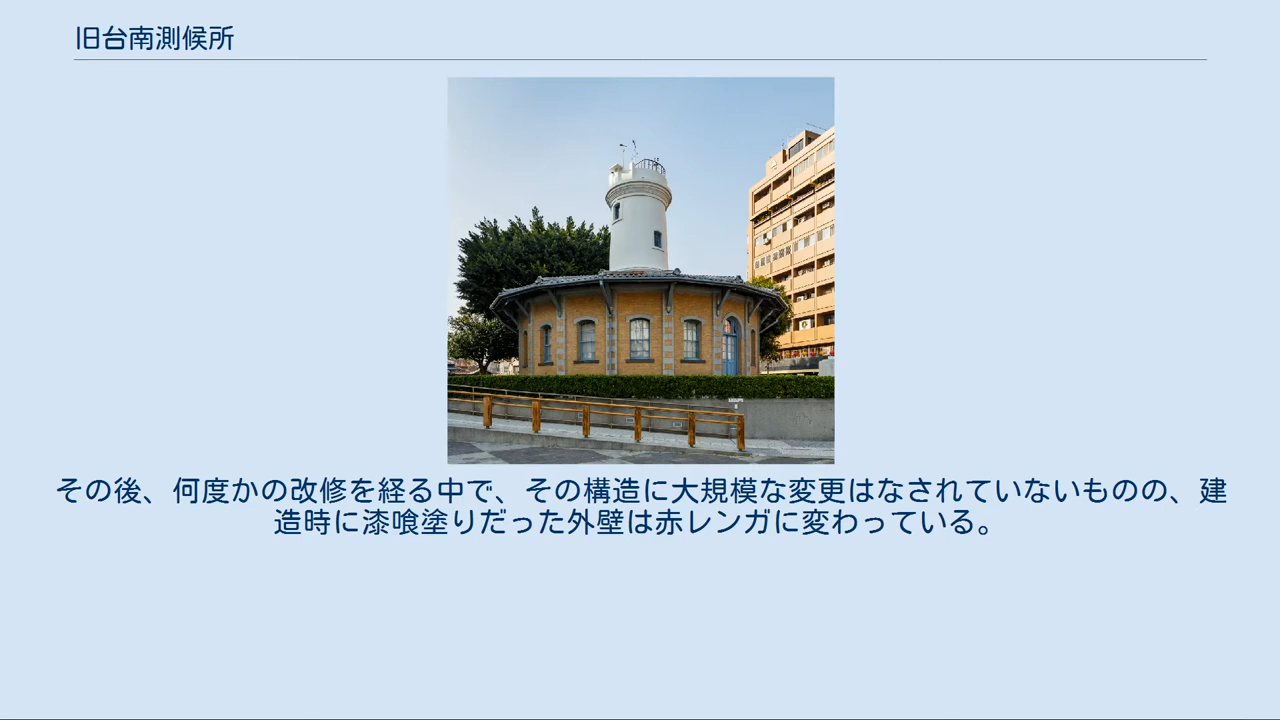 旧台南測候所
その後、何度かの改修を経る中で、その構造に大規模な変更はなされていないものの、建
造時に漆喰塗りだった外壁は赤レンガに変わっている。